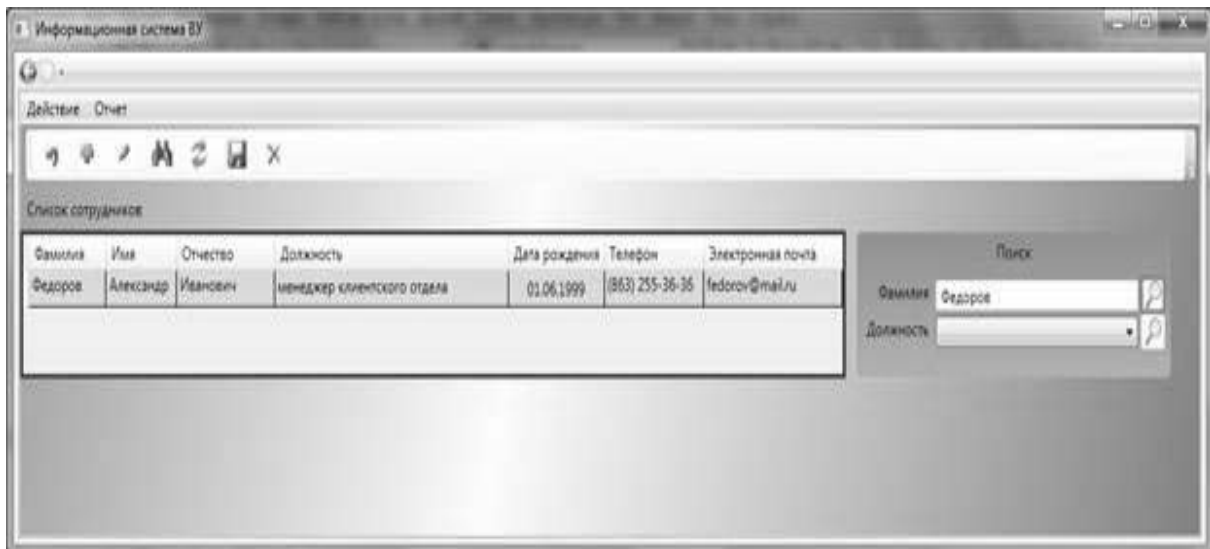 Информационная система ВУ
Действие Отчет
Список сотрудников
Фамилия Имя Отчество Должность Дата рождения Телефон Электронная почта
Федоров Александр Иванович менеджер клиентского отдела 01.06.1999 (863) 255-36-36 fedorov@mail.ru
Поиск
Фамилия Федоров
Должность